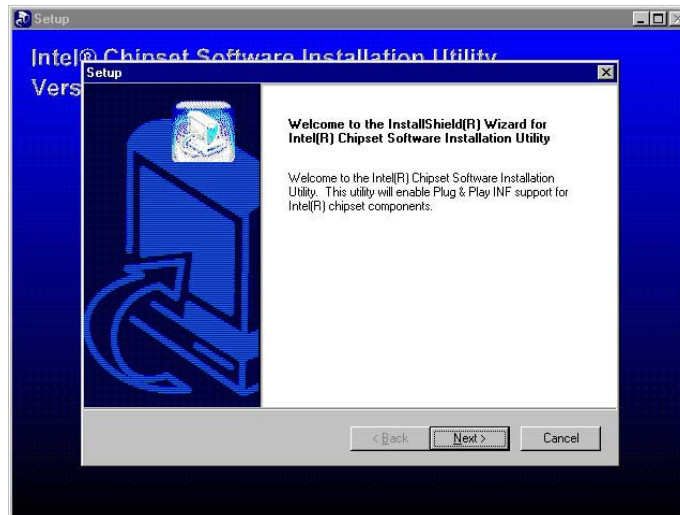 Setup
Intel® Chipset Software Installation Utility
Vers
Setup
Welcome to the InstallShield(R) Wizard for
Intel(R) Chipset Software Installation Utility
Welcome to the Intel(R) Chipset Software Installation
Utility. This utility will enable Plug & Play INF support for
Intel(R) chipset components.
< Back
Next >
Cancel